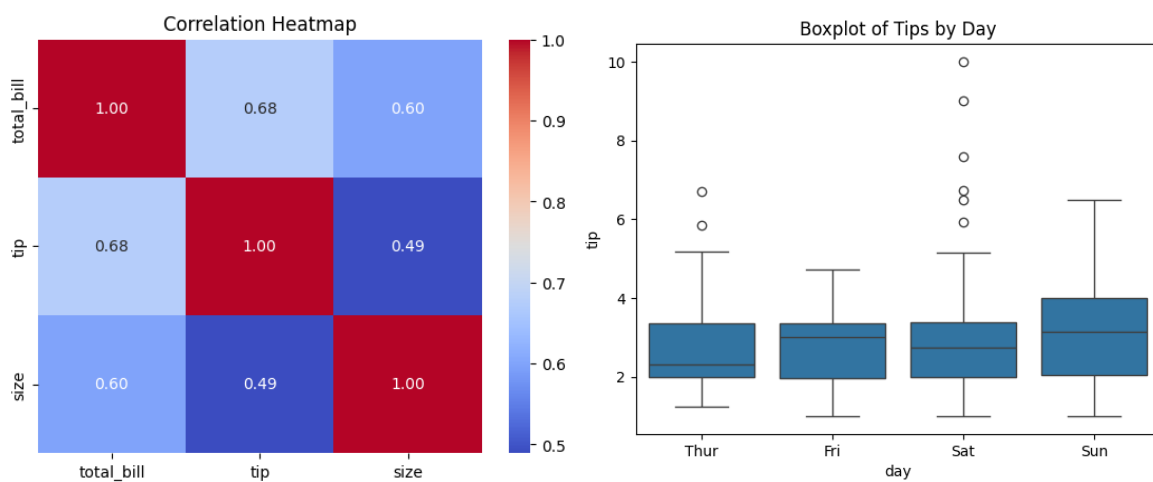 Correlation Heatmap
total_bill
tip
size
1.00 0.68 0.60
0.68 1.00 0.49
0.60 0.49 1.00
total_bill tip size
1.0
0.9
0.8
0.7
0.6
0.5
Boxplot of Tips by Day
tip
10
8
6
4
2
Thur Fri Sat Sun
day